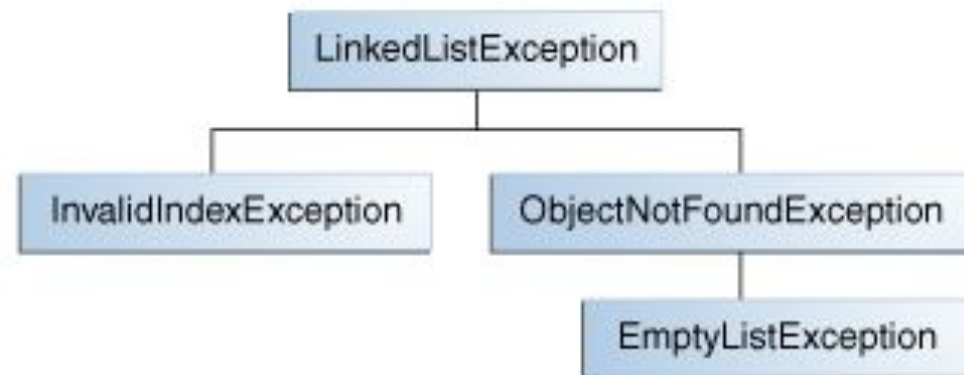 LinkedListException
InvalidIndexException
ObjectNotFoundException
EmptyListException